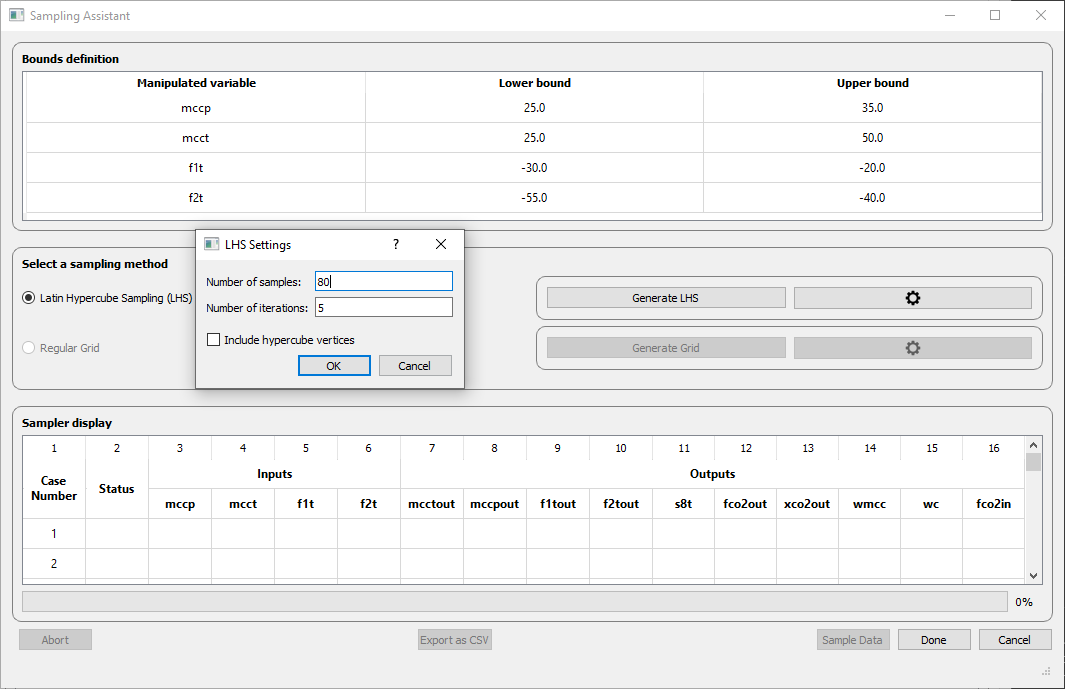 Sampling Assistant
Bounds definition
Manipulated variable Lower bound Upper bound
mccp 25.0 35.0
mcct 25.0 50.0
f1t -30.0 -20.0
f2t -55.0 -40.0
Select a sampling method
Latin Hypercube Sampling (LHS)
Regular Grid
LHS Settings ?
Number of samples: 80
Number of iterations: 5
Include hypercube vertices
OK Cancel
Generate LHS
Generate Grid
Sampler display
1 2 3 4 5 6 7 8 9 10 11 12 13 14 15 16
Case Number Status Inputs Outputs
mccp mcct f1t f2t mcctout mccpout f1tout f2tout s8t fco2out xco2out wmcc wc fco2in
1
2
0%
Abort Export as CSV Sample Data Done Cancel